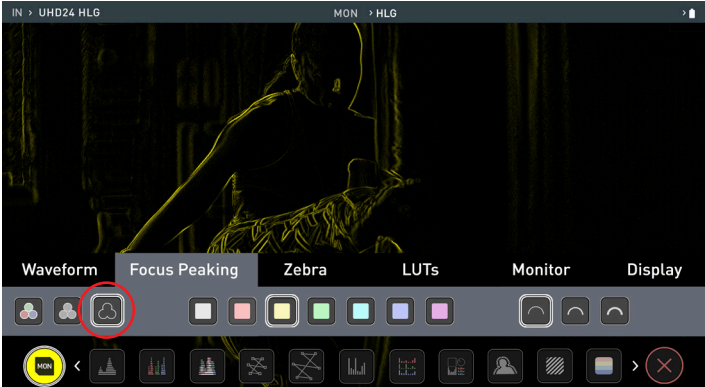 IN > UHD24 HLG
MON > HLG
Waveform Focus Peaking Zebra LUTs Monitor Display
MON